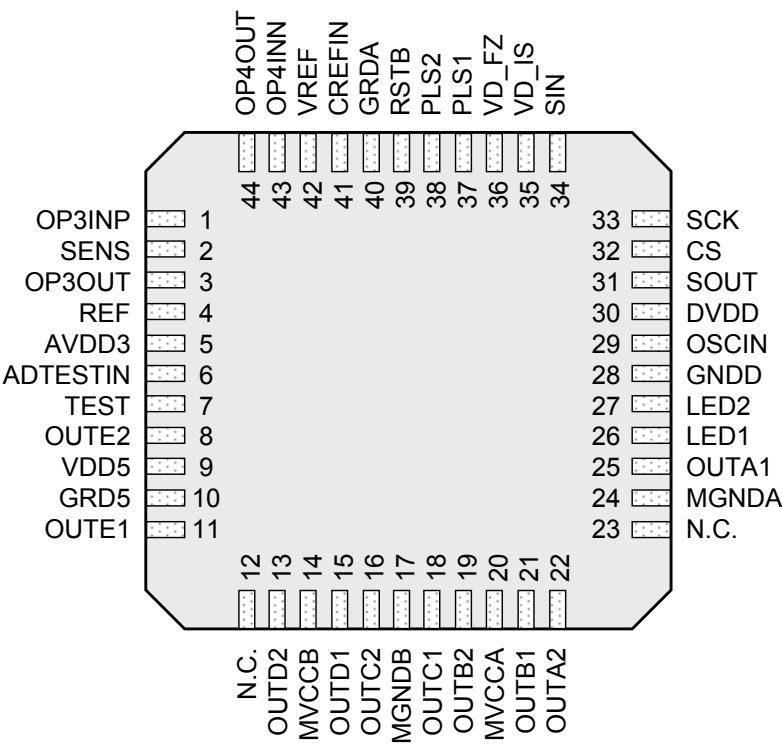 OP4OUT
OP4INN
VREF
CREFIN
GRDA
RSTB
PLS2
PLS1
VD_FZ
VD_IS
SIN
44 43 42 41 40 39 38 37 36 35 34
OP3INP 1
SENS 2
OP3OUT 3
REF 4
AVDD3 5
ADTESTIN 6
TEST 7
OUTE2 8
VDD5 9
GRD5 10
OUTE1 11
33 SCK
32 CS
31 SOUT
30 DVDD
29 OSCIN
28 GNDD
27 LED2
26 LED1
25 OUTA1
24 MGNDA
23 N.C.
12 13 14 15 16 17 18 19 20 21 22
N.C.
OUTD2
MVCCB
OUTD1
OUTC2
MGNDB
OUTC1
OUTB2
MVCCA
OUTB1
OUTA2